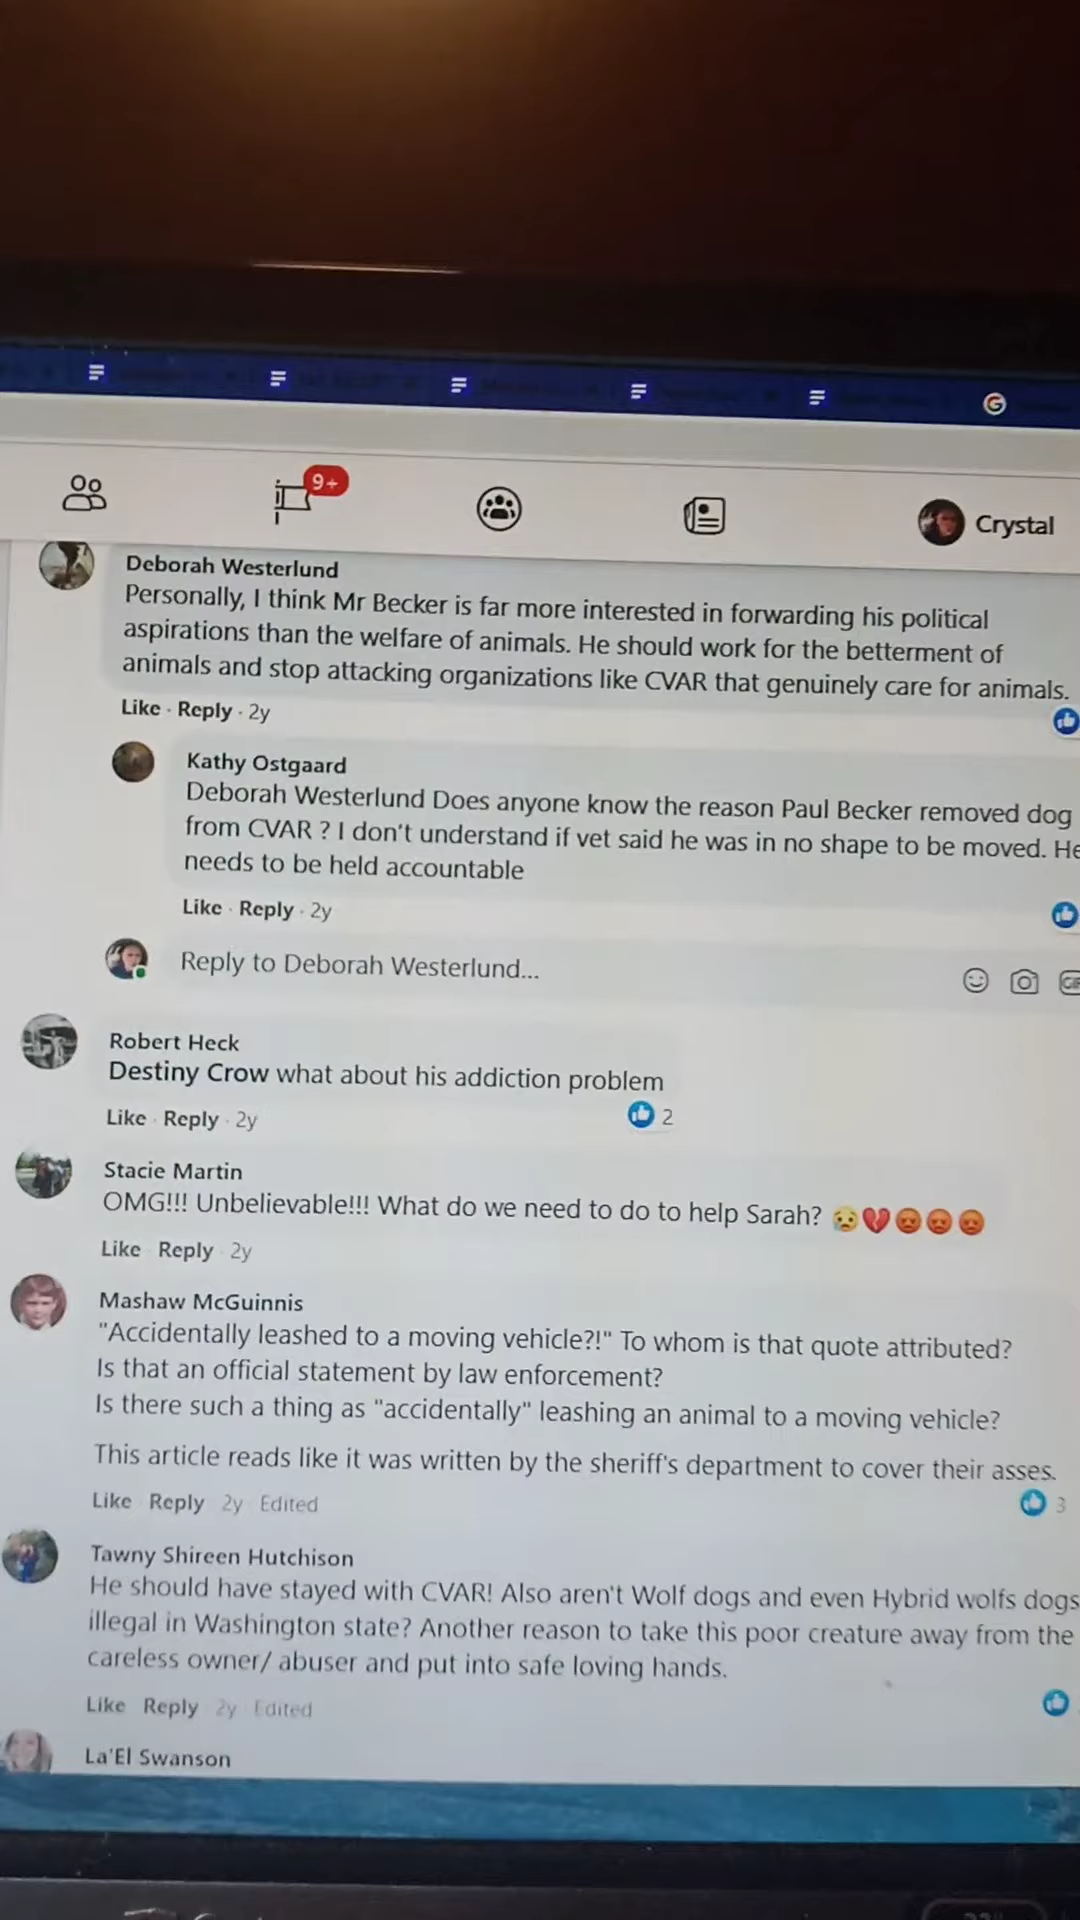 9+
Crystal
Deborah Westerlund
Personally, I think Mr Becker is far more interested in forwarding his political
aspirations than the welfare of animals. He should work for the betterment of
animals and stop attacking organizations like CVAR that genuinely care for animals.
Like · Reply · 2y
Kathy Ostgaard
Deborah Westerlund Does anyone know the reason Paul Becker removed dog
from CVAR ? I don't understand if vet said he was in no shape to be moved. He
needs to be held accountable
Like · Reply · 2y
Reply to Deborah Westerlund...
GIF
Robert Heck
Destiny Crow what about his addiction problem
Like · Reply · 2y
2
Stacie Martin
OMG!!! Unbelievable!!! What do we need to do to help Sarah? 😢💔😡😡😡
Like · Reply · 2y
Mashaw McGuinnis
"Accidentally leashed to a moving vehicle?!" To whom is that quote attributed?
Is that an official statement by law enforcement?
Is there such a thing as "accidentally" leashing an animal to a moving vehicle?
This article reads like it was written by the sheriff's department to cover their asses.
Like · Reply · 2y · Edited
3
Tawny Shireen Hutchison
He should have stayed with CVAR! Also aren't Wolf dogs and even Hybrid wolfs dogs
illegal in Washington state? Another reason to take this poor creature away from the
careless owner/ abuser and put into safe loving hands.
Like · Reply · 2y · Edited
La'El Swanson